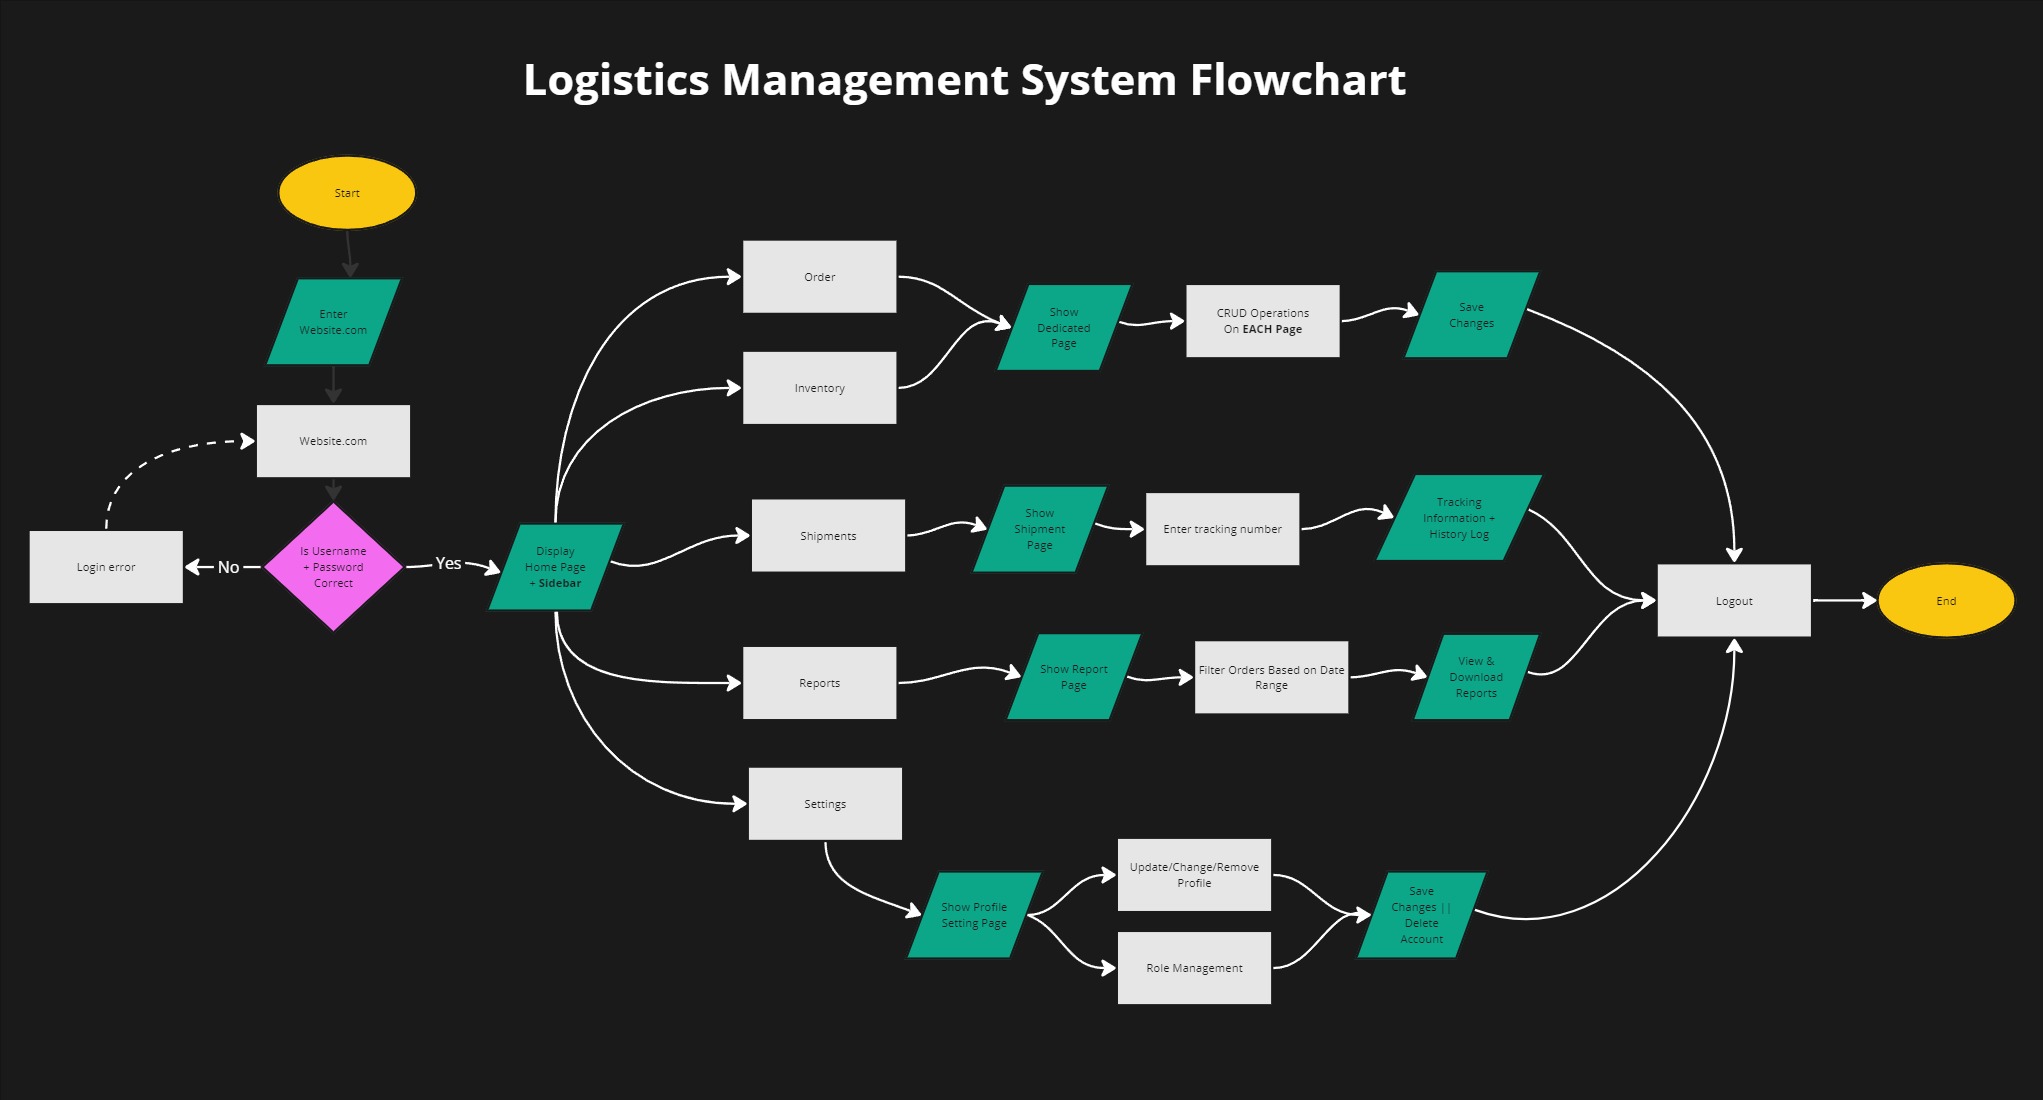 Logistics Management System Flowchart
Start
Enter
Website.com
Website.com
Is Username
+ Password
Correct
No
Login error
Yes
Display
Home Page
+ Sidebar
Order
Inventory
Show
Dedicated
Page
CRUD Operations
On EACH Page
Save
Changes
Shipments
Show
Shipment
Page
Enter tracking number
Tracking
Information +
History Log
Reports
Show Report
Page
Filter Orders Based on Date
Range
View &
Download
Reports
Settings
Show Profile
Setting Page
Update/Change/Remove
Profile
Role Management
Save
Changes ||
Delete
Account
Logout
End